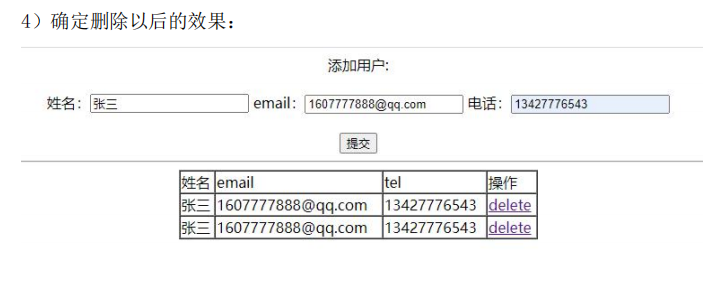 4）确定删除以后的效果：
添加用户:
姓名：张三 email：1607777888@qq.com 电话：13427776543
提交
姓名 email tel 操作
张三 1607777888@qq.com 13427776543 delete
张三 1607777888@qq.com 13427776543 delete